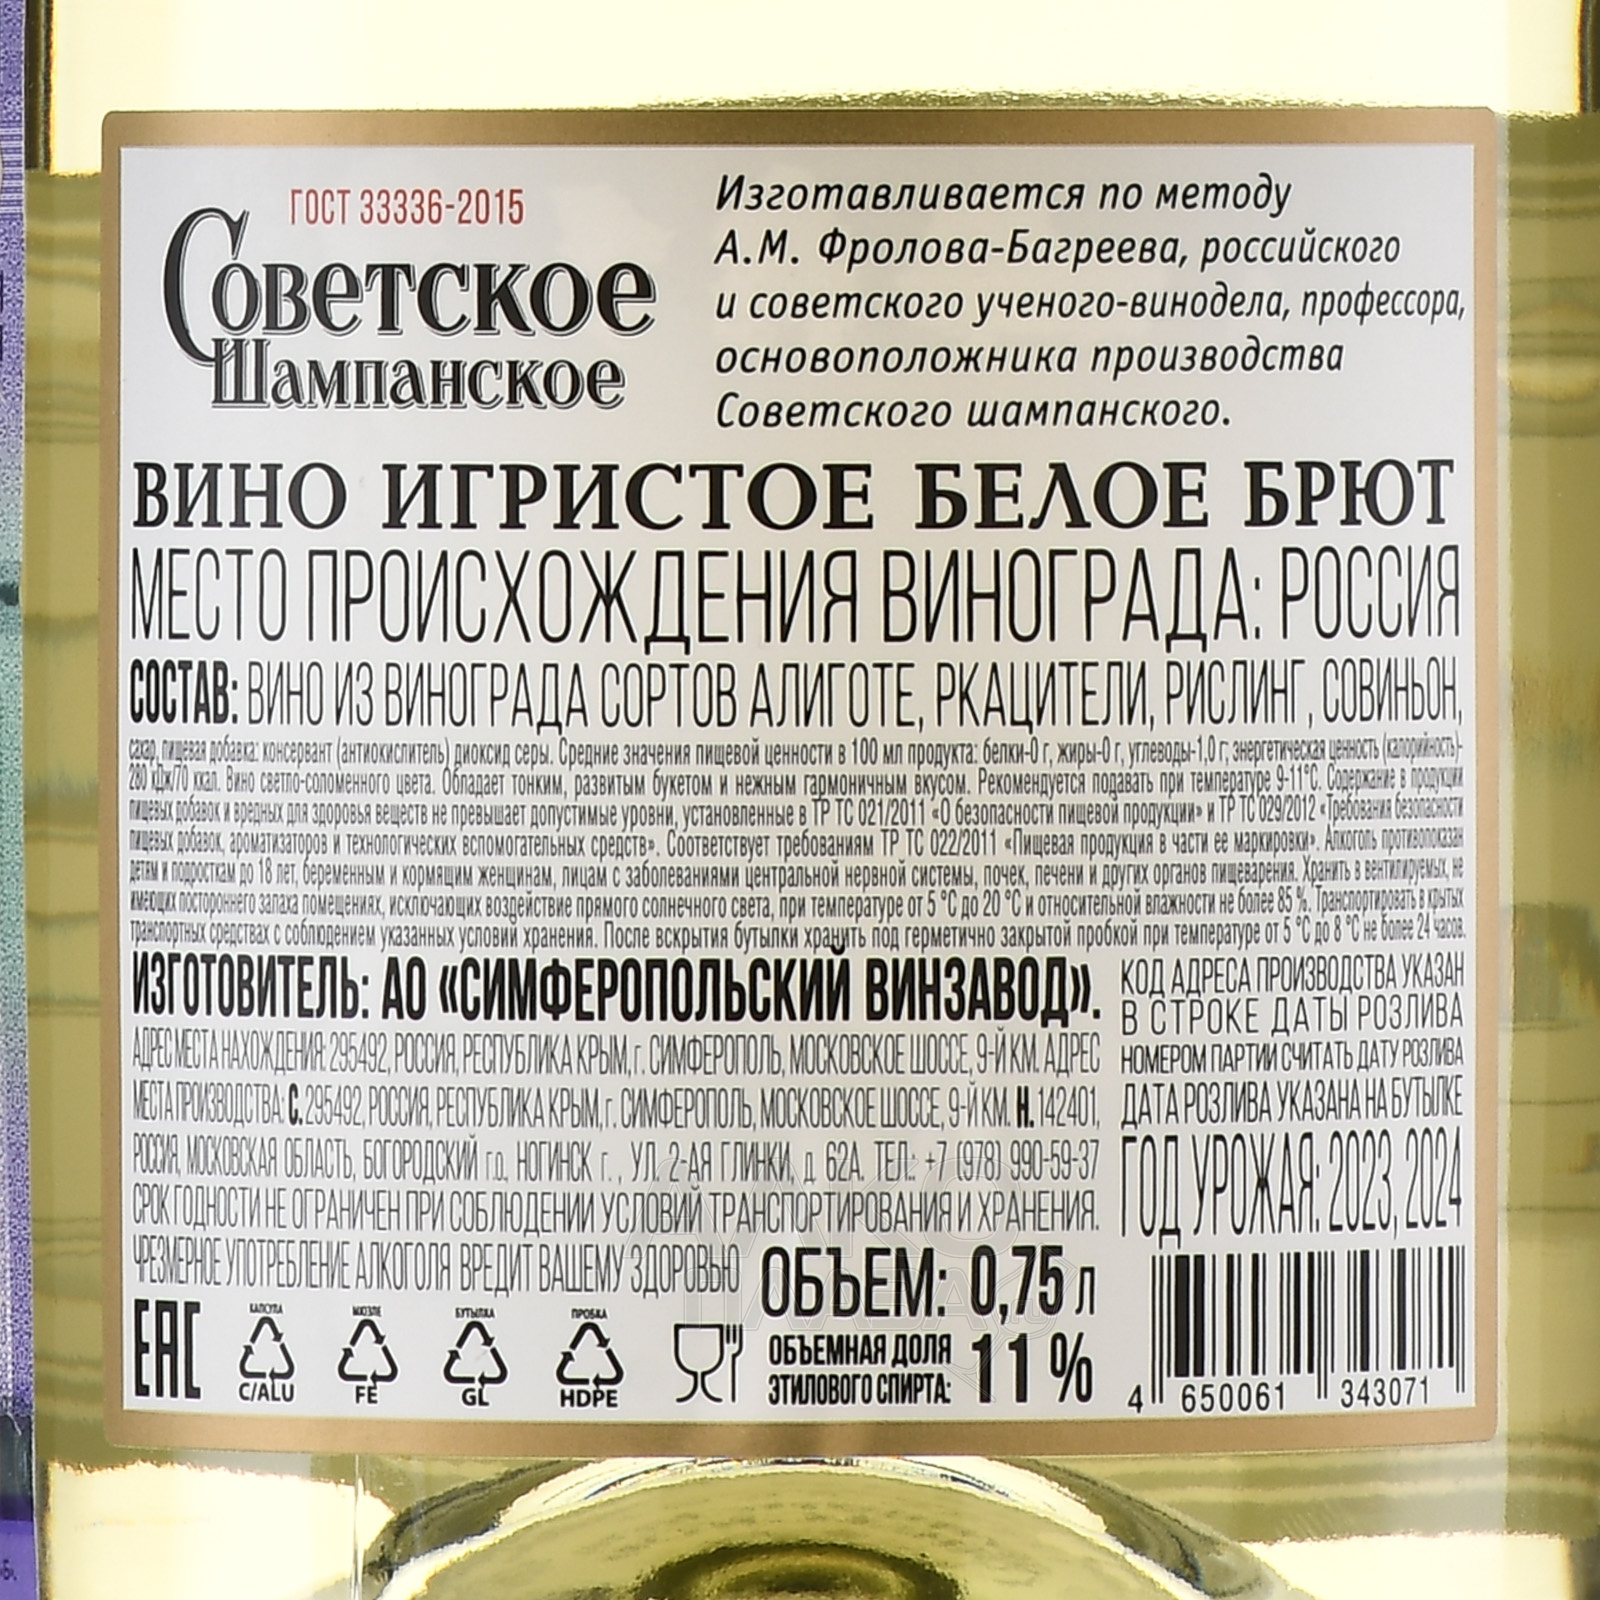 ГОСТ 33336-2015
Советское
Шампанское
Изготавливается по методу
А.М. Фролова-Багреева, российского
и советского ученого-винодела, профессора,
основоположника производства
Советского шампанского.
ВИНО ИГРИСТОЕ БЕЛОЕ БРЮТ
МЕСТО ПРОИСХОЖДЕНИЯ ВИНОГРАДА: РОССИЯ
СОСТАВ: ВИНО ИЗ ВИНОГРАДА СОРТОВ АЛИГОТЕ, РКАЦИТЕЛИ, РИСЛИНГ, СОВИНЬОН,
сахар, пищевая добавка: консервант (антиокислитель) диоксид серы. Средние значения пищевой ценности в 100 мл продукта: белки-0 г, жиры-0 г, углеводы-1,0 г; энергетическая ценность (калорийность)-
280 кДж/70 ккал. Вино светло-соломенного цвета. Обладает тонким, развитым букетом и нежным гармоничным вкусом. Рекомендуется подавать при температуре 9-11°С. Содержание в продукции
пищевых добавок и вредных для здоровья веществ не превышает допустимые уровни, установленные в ТР ТС 021/2011 «О безопасности пищевой продукции» и ТР ТС 029/2012 «Требования безопасности
пищевых добавок, ароматизаторов и технологических вспомогательных средств». Соответствует требованиям ТР ТС 022/2011 «Пищевая продукция в части ее маркировки». Алкоголь противопоказан
детям и подросткам до 18 лет, беременным и кормящим женщинам, лицам с заболеваниями центральной нервной системы, почек, печени и других органов пищеварения. Хранить в вентилируемых, не
имеющих постороннего запаха помещениях, исключающих воздействие прямого солнечного света, при температуре от 5 °С до 20 °С и относительной влажности не более 85 %. Транспортировать в крытых
транспортных средствах с соблюдением указанных условий хранения. После вскрытия бутылки хранить под герметично закрытой пробкой при температуре от 5 °С до 8 °С не более 24 часов.
ИЗГОТОВИТЕЛЬ: АО «СИМФЕРОПОЛЬСКИЙ ВИНЗАВОД».
АДРЕС МЕСТА НАХОЖДЕНИЯ: 295492, РОССИЯ, РЕСПУБЛИКА КРЫМ, г. СИМФЕРОПОЛЬ, МОСКОВСКОЕ ШОССЕ, 9-Й КМ. АДРЕС
МЕСТА ПРОИЗВОДСТВА: С. 295492, РОССИЯ, РЕСПУБЛИКА КРЫМ, г. СИМФЕРОПОЛЬ, МОСКОВСКОЕ ШОССЕ, 9-Й КМ. Н. 142401,
РОССИЯ, МОСКОВСКАЯ ОБЛАСТЬ, БОГОРОДСКИЙ г.о., НОГИНСК г., УЛ. 2-АЯ ГЛИНКИ, д. 62А. ТЕЛ.: +7 (978) 990-59-37
СРОК ГОДНОСТИ НЕ ОГРАНИЧЕН ПРИ СОБЛЮДЕНИИ УСЛОВИЙ ТРАНСПОРТИРОВАНИЯ И ХРАНЕНИЯ.
ЧРЕЗМЕРНОЕ УПОТРЕБЛЕНИЕ АЛКОГОЛЯ ВРЕДИТ ВАШЕМУ ЗДОРОВЬЮ
КОД АДРЕСА ПРОИЗВОДСТВА УКАЗАН
В СТРОКЕ ДАТЫ РОЗЛИВА
НОМЕРОМ ПАРТИИ СЧИТАТЬ ДАТУ РОЗЛИВА
ДАТА РОЗЛИВА УКАЗАНА НА БУТЫЛКЕ
ГОД УРОЖАЯ: 2023, 2024
ОБЪЕМ: 0,75 л
ОБЪЕМНАЯ ДОЛЯ
ЭТИЛОВОГО СПИРТА: 11 %
EAC
КАПСУЛА
C/ALU
МЮЗЛЕ
FE
БУТЫЛКА
GL
ПРОБКА
HDPE
4 650061 343071